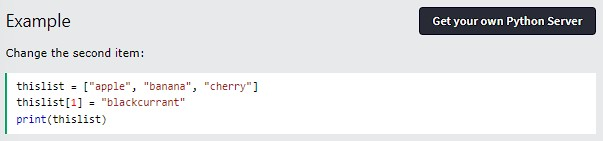 Example
Get your own Python Server
Change the second item:
thislist = ["apple", "banana", "cherry"]
thislist[1] = "blackcurrant"
print(thislist)